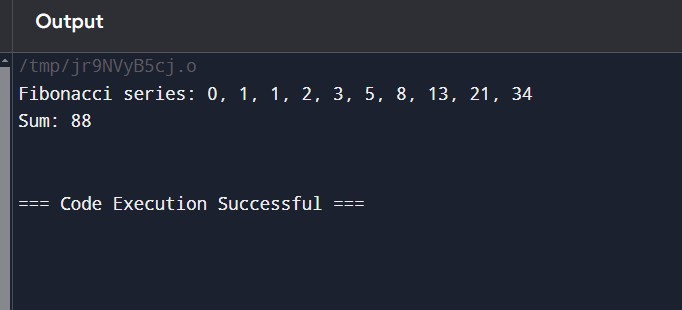 Output
/tmp/jr9NVyB5cj.o
Fibonacci series: 0, 1, 1, 2, 3, 5, 8, 13, 21, 34
Sum: 88
=== Code Execution Successful ===